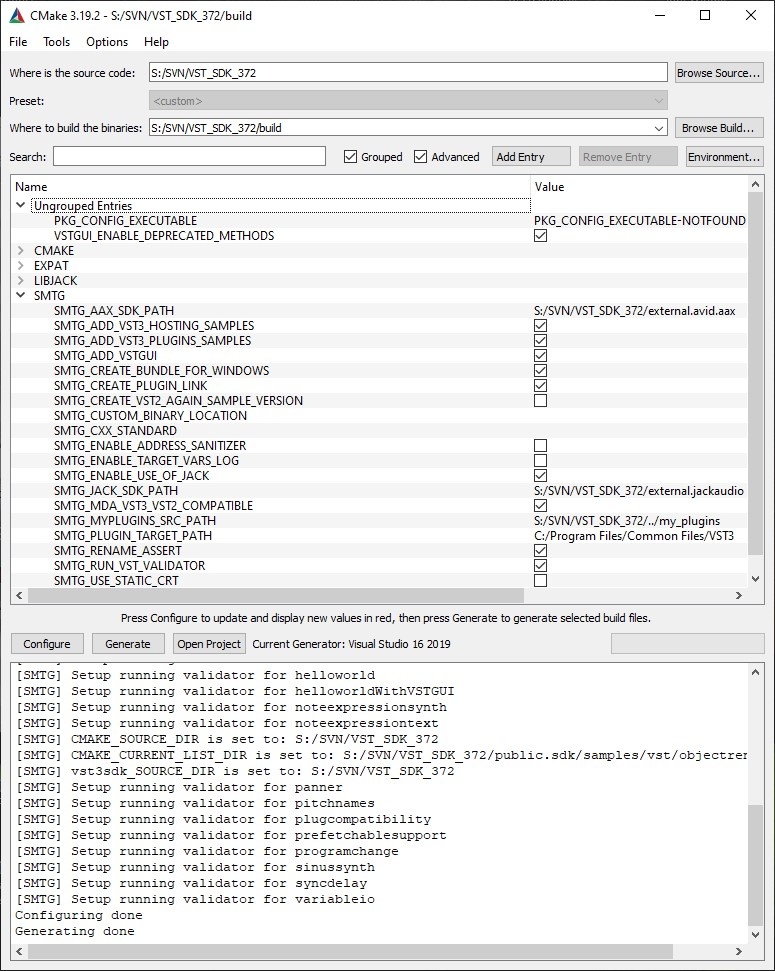 CMake 3.19.2 - S:/SVN/VST_SDK_372/build
File Tools Options Help
Where is the source code: S:/SVN/VST_SDK_372 Browse Source...
Preset: <custom>
Where to build the binaries: S:/SVN/VST_SDK_372/build Browse Build...
Search: Grouped Advanced Add Entry Remove Entry Environment...
Name Value
Ungrouped Entries
PKG_CONFIG_EXECUTABLE PKG_CONFIG_EXECUTABLE-NOTFOUND
VSTGUI_ENABLE_DEPRECATED_METHODS
CMAKE
EXPAT
LIBJACK
SMTG
SMTG_AAX_SDK_PATH S:/SVN/VST_SDK_372/external.avid.aax
SMTG_ADD_VST3_HOSTING_SAMPLES
SMTG_ADD_VST3_PLUGINS_SAMPLES
SMTG_ADD_VSTGUI
SMTG_CREATE_BUNDLE_FOR_WINDOWS
SMTG_CREATE_PLUGIN_LINK
SMTG_CREATE_VST2_AGAIN_SAMPLE_VERSION
SMTG_CUSTOM_BINARY_LOCATION
SMTG_CXX_STANDARD
SMTG_ENABLE_ADDRESS_SANITIZER
SMTG_ENABLE_TARGET_VARS_LOG
SMTG_ENABLE_USE_OF_JACK
SMTG_JACK_SDK_PATH S:/SVN/VST_SDK_372/external.jackaudio
SMTG_MDA_VST3_VST2_COMPATIBLE
SMTG_MYPLUGINS_SRC_PATH S:/SVN/VST_SDK_372/../my_plugins
SMTG_PLUGIN_TARGET_PATH C:/Program Files/Common Files/VST3
SMTG_RENAME_ASSERT
SMTG_RUN_VST_VALIDATOR
SMTG_USE_STATIC_CRT
Press Configure to update and display new values in red, then press Generate to generate selected build files.
Configure Generate Open Project Current Generator: Visual Studio 16 2019
[SMTG] Setup running validator for helloworld
[SMTG] Setup running validator for helloworldWithVSTGUI
[SMTG] Setup running validator for noteexpressionsynth
[SMTG] Setup running validator for noteexpressiontext
[SMTG] CMAKE_SOURCE_DIR is set to: S:/SVN/VST_SDK_372
[SMTG] CMAKE_CURRENT_LIST_DIR is set to: S:/SVN/VST_SDK_372/public.sdk/samples/vst/objectrer
[SMTG] vst3sdk_SOURCE_DIR is set to: S:/SVN/VST_SDK_372
[SMTG] Setup running validator for panner
[SMTG] Setup running validator for pitchnames
[SMTG] Setup running validator for plugcompatibility
[SMTG] Setup running validator for prefetchablesupport
[SMTG] Setup running validator for programchange
[SMTG] Setup running validator for sinussynth
[SMTG] Setup running validator for syncdelay
[SMTG] Setup running validator for variableio
Configuring done
Generating done